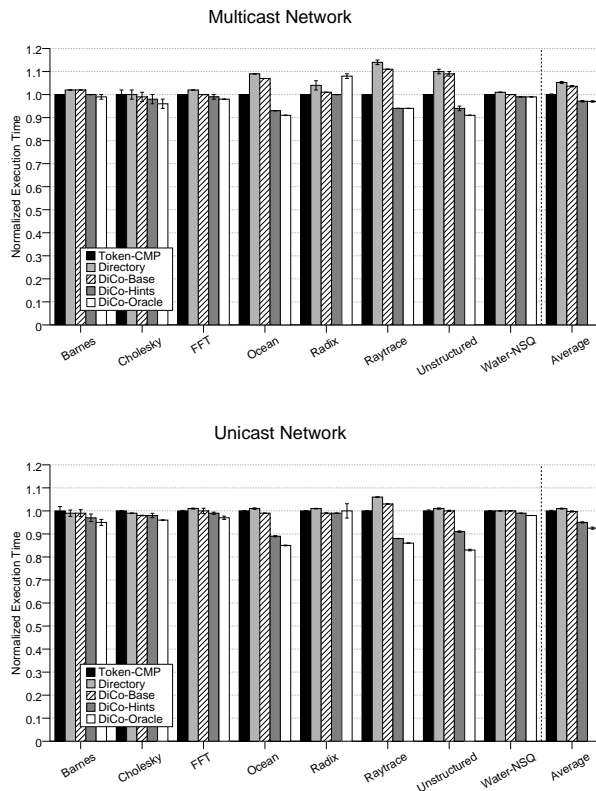 Multicast Network
Normalized Execution Time
1.2
1.1
1.0
0.9
0.8
0.7
0.6
0.5
0.4
0.3
0.2
0.1
0
Token-CMP
Directory
DiCo-Base
DiCo-Hints
DiCo-Oracle
Barnes
Cholesky
FFT
Ocean
Radix
Raytrace
Unstructured
Water-NSQ
Average
Unicast Network
Normalized Execution Time
1.2
1.1
1.0
0.9
0.8
0.7
0.6
0.5
0.4
0.3
0.2
0.1
0
Token-CMP
Directory
DiCo-Base
DiCo-Hints
DiCo-Oracle
Barnes
Cholesky
FFT
Ocean
Radix
Raytrace
Unstructured
Water-NSQ
Average